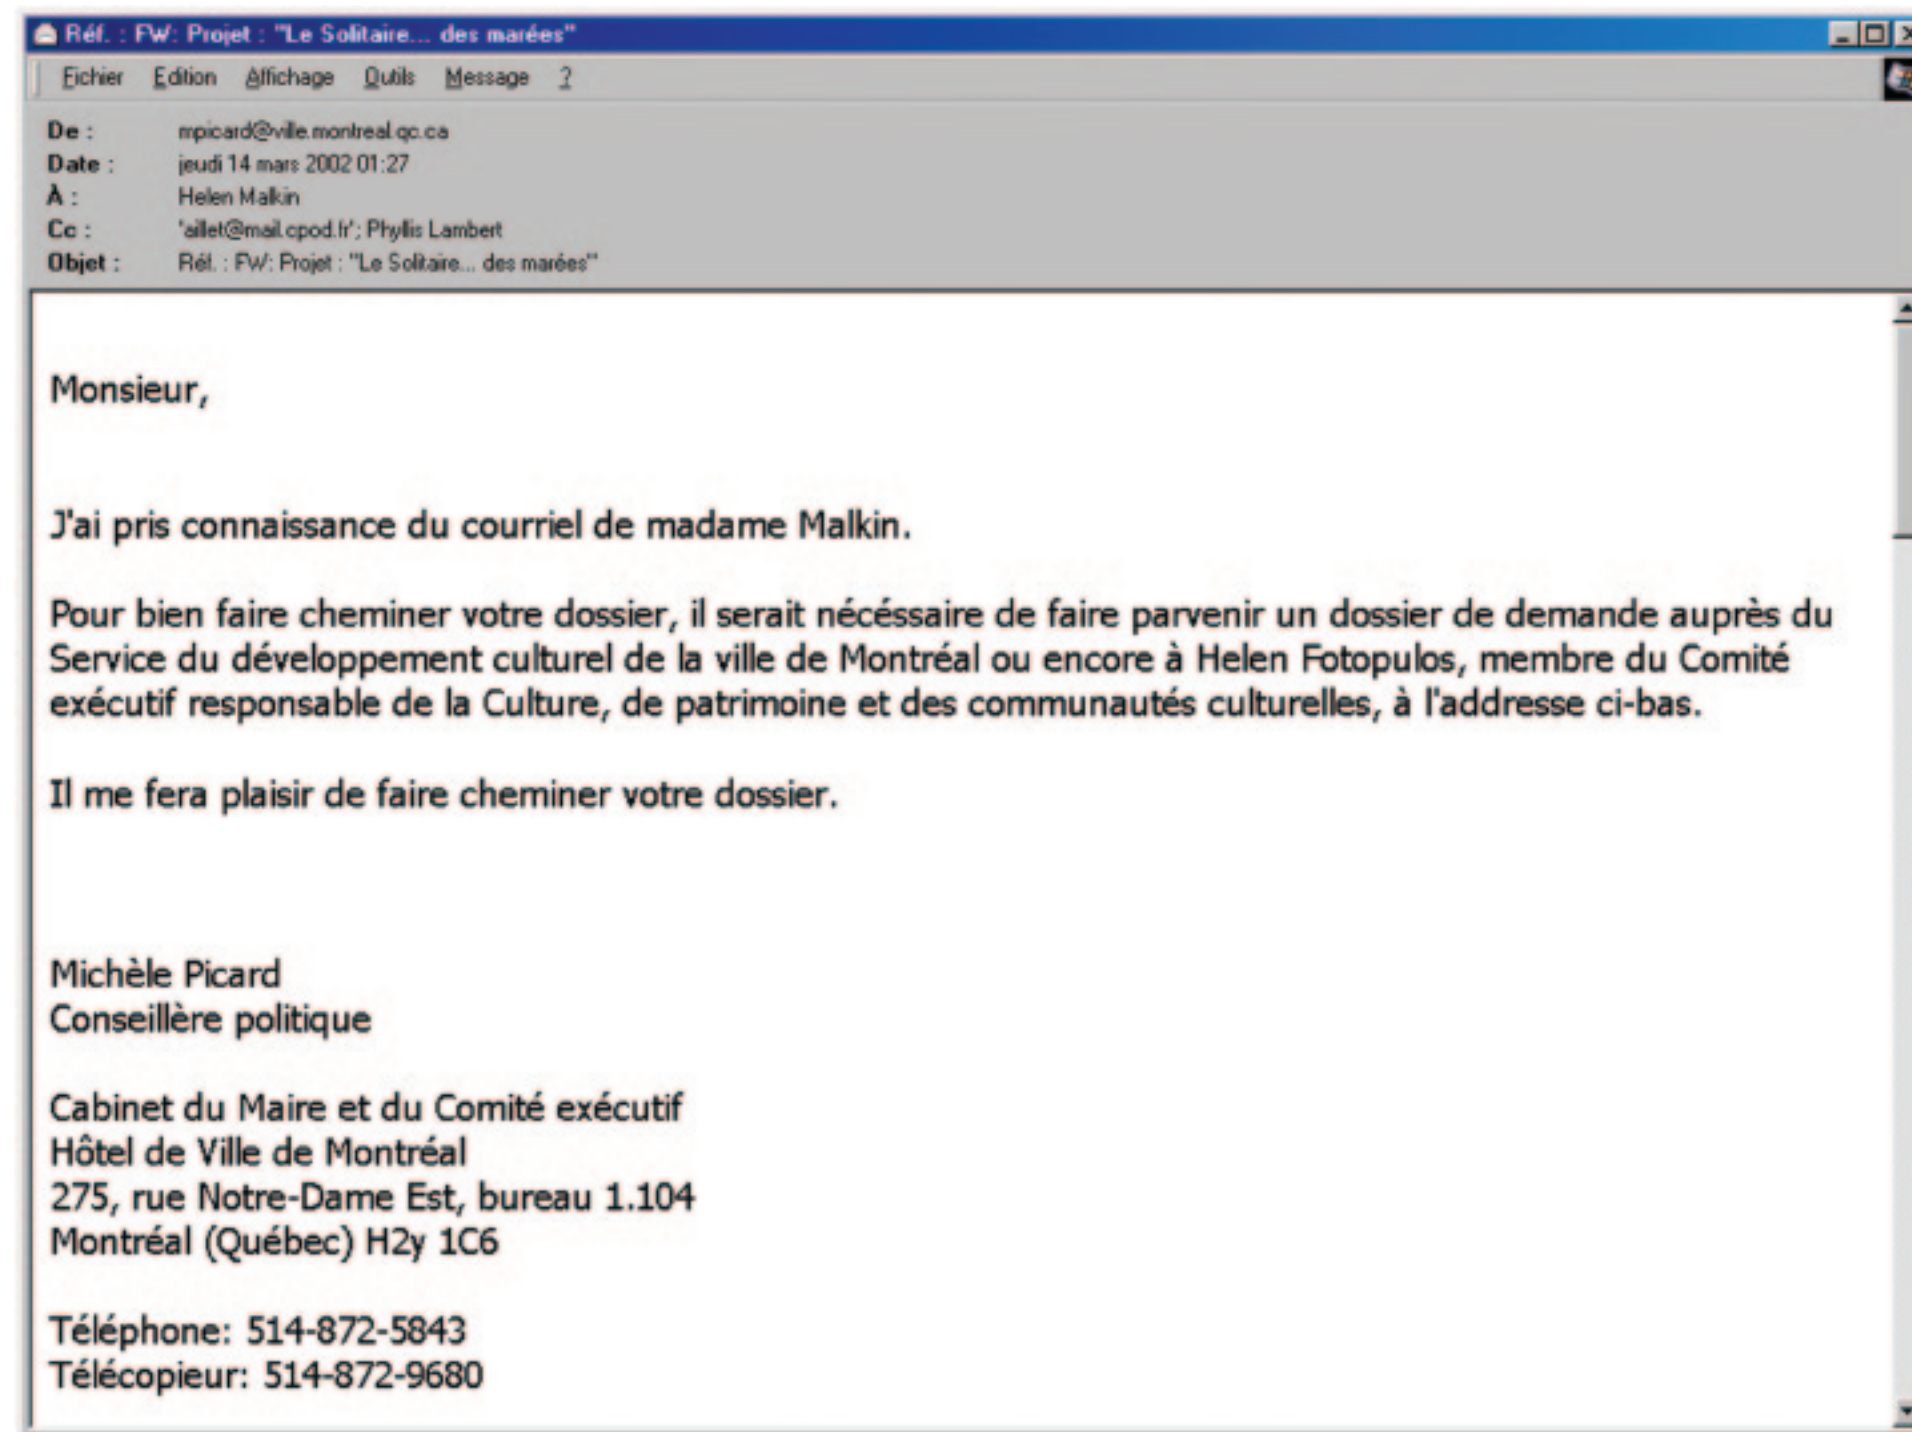 Réf. : FW: Projet : "Le Solitaire... des marées"
Fichier Edition Affichage Outils Message ?
De : mpicard@ville.montreal.qc.ca
Date : jeudi 14 mars 2002 01:27
À : Helen Malkin
Cc : 'aillet@mail.cpod.fr'; Phyllis Lambert
Objet : Réf. : FW: Projet : "Le Solitaire... des marées"
Monsieur,
J'ai pris connaissance du courriel de madame Malkin.
Pour bien faire cheminer votre dossier, il serait nécéssaire de faire parvenir un dossier de demande auprès du
Service du développement culturel de la ville de Montréal ou encore à Helen Fotopulos, membre du Comité
exécutif responsable de la Culture, de patrimoine et des communautés culturelles, à l'addresse ci-bas.
Il me fera plaisir de faire cheminer votre dossier.
Michèle Picard
Conseillère politique
Cabinet du Maire et du Comité exécutif
Hôtel de Ville de Montréal
275, rue Notre-Dame Est, bureau 1.104
Montréal (Québec) H2y 1C6
Téléphone: 514-872-5843
Télécopieur: 514-872-9680